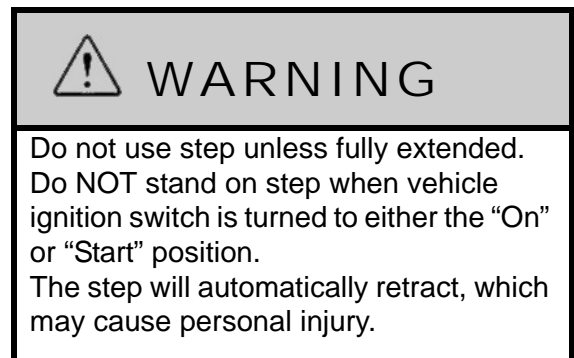 WARNING
Do not use step unless fully extended.
Do NOT stand on step when vehicle
ignition switch is turned to either the “On”
or “Start” position.
The step will automatically retract, which
may cause personal injury.